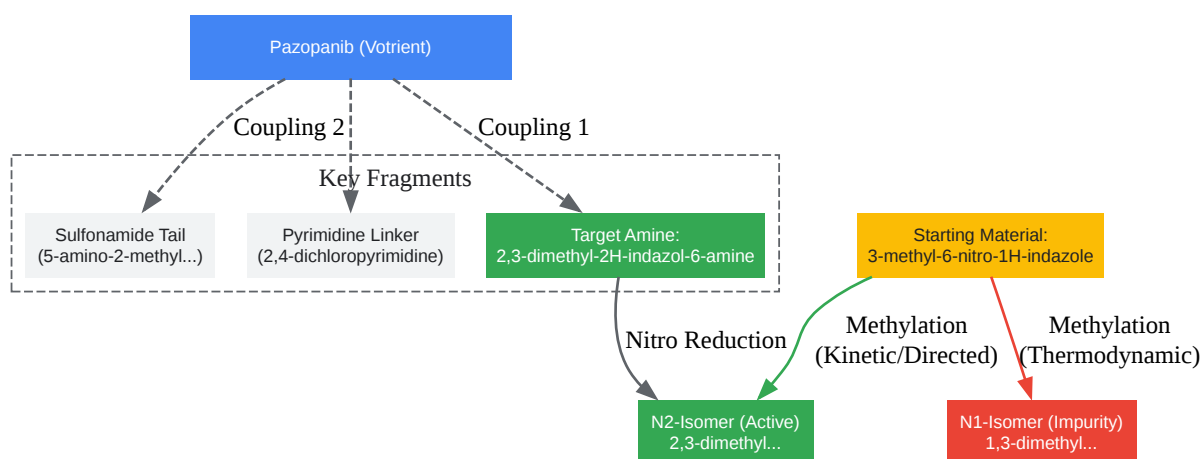 Pazopanib (Votrient)
Coupling 2
Coupling 1
Key Fragments
Sulfonamide Tail
(5-amino-2-methyl...)
Pyrimidine Linker
(2,4-dichloropyrimidine)
Target Amine:
2,3-dimethyl-2H-indazol-6-amine
Starting Material:
3-methyl-6-nitro-1H-indazole
Nitro Reduction
Methylation
(Kinetic/Directed)
Methylation
(Thermodynamic)
N2-Isomer (Active)
2,3-dimethyl...
N1-Isomer (Impurity)
1,3-dimethyl...